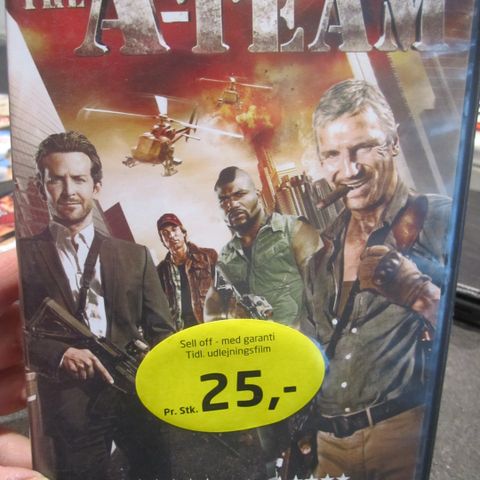 THE A-TEAM
Sell off - med garanti
Tidl. udlejningsfilm
Pr. Stk. 25,-